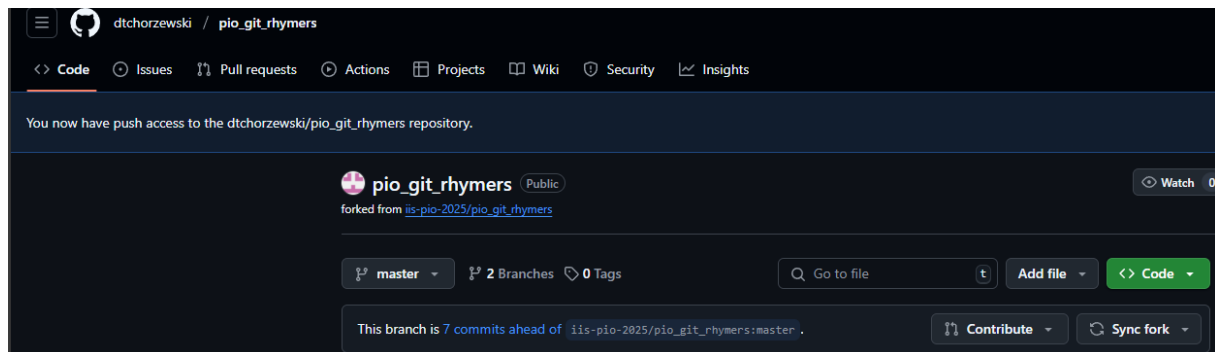 dtchorzewski / pio_git_rhymers
<> Code Issues Pull requests Actions Projects Wiki Security Insights
You now have push access to the dtchorzewski/pio_git_rhymers repository.
pio_git_rhymers Public Watch 0
forked from iis-pio-2025/pio_git_rhymers
master 2 Branches 0 Tags Go to file t Add file <> Code
This branch is 7 commits ahead of iis-pio-2025/pio_git_rhymers:master . Contribute Sync fork